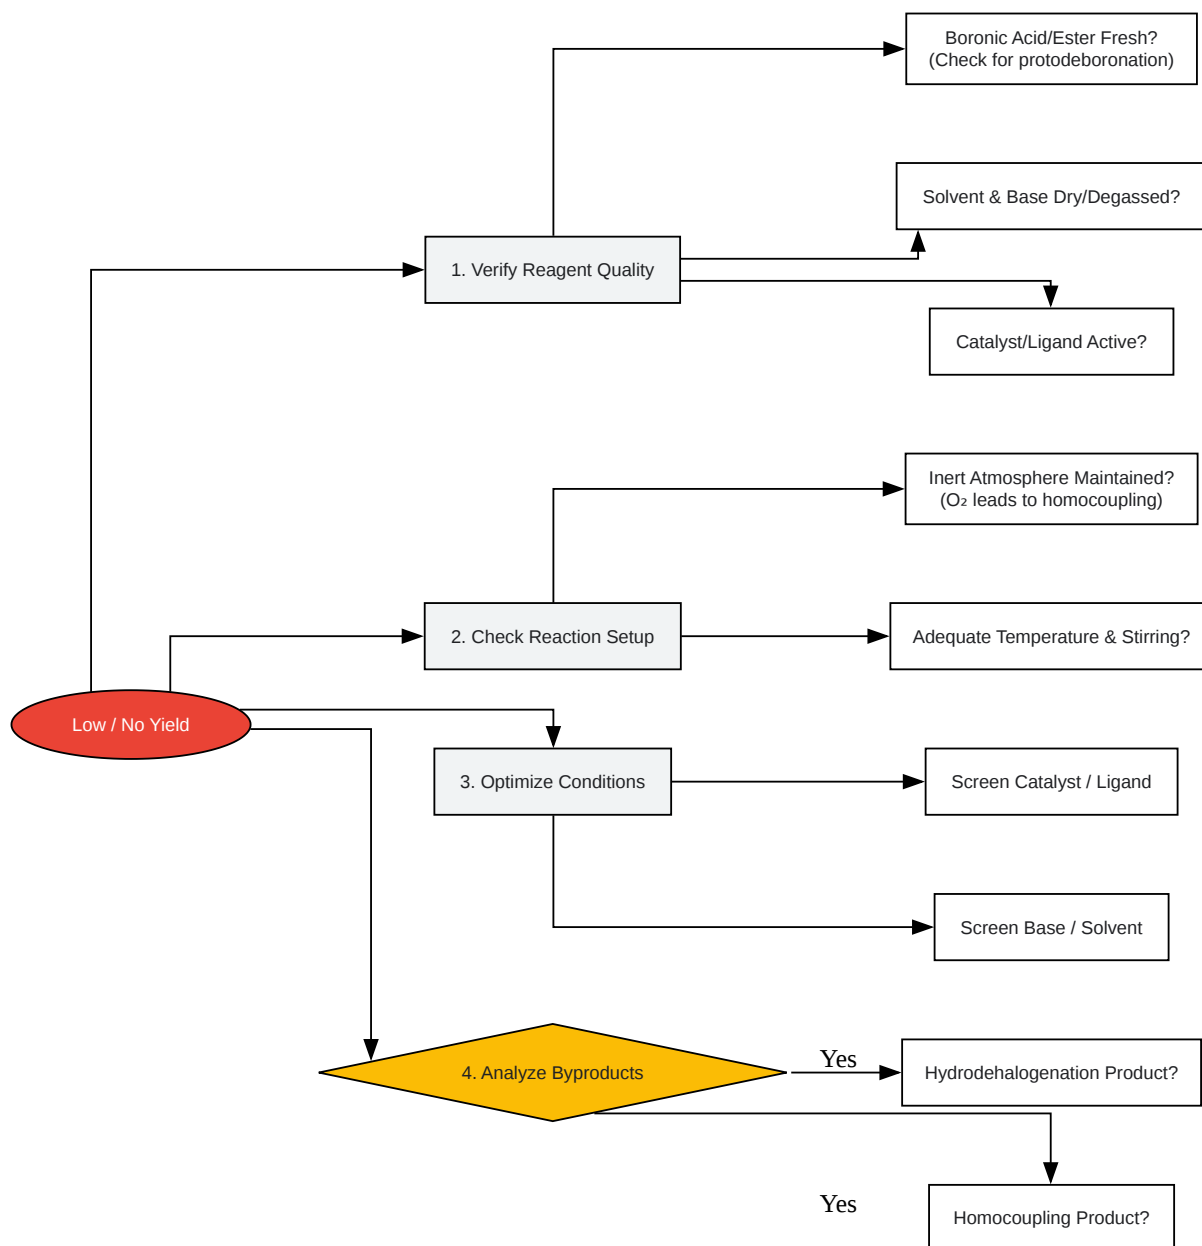 Boronic Acid/Ester Fresh?
(Check for protodeboronation)
Solvent & Base Dry/Degassed?
1. Verify Reagent Quality
Catalyst/Ligand Active?
Inert Atmosphere Maintained?
(O₂ leads to homocoupling)
2. Check Reaction Setup
Adequate Temperature & Stirring?
Low / No Yield
3. Optimize Conditions
Screen Catalyst / Ligand
Screen Base / Solvent
4. Analyze Byproducts
Yes
Hydrodehalogenation Product?
Yes
Homocoupling Product?